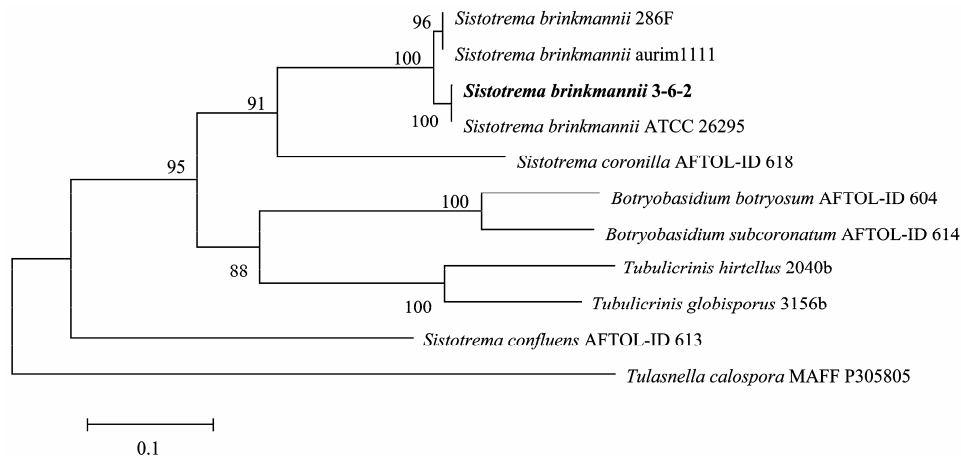 96
Sistotrema brinkmannii 286F
100
Sistotrema brinkmannii aurim1111
Sistotrema brinkmannii 3-6-2
91
100
Sistotrema brinkmannii ATCC 26295
95
Sistotrema coronilla AFTOL-ID 618
100
Botryobasidium botryosum AFTOL-ID 604
Botryobasidium subcoronatum AFTOL-ID 614
88
Tubulicrinis hirtellus 2040b
100
Tubulicrinis globisporus 3156b
Sistotrema confluens AFTOL-ID 613
Tulasnella calospora MAFF P305805
0.1